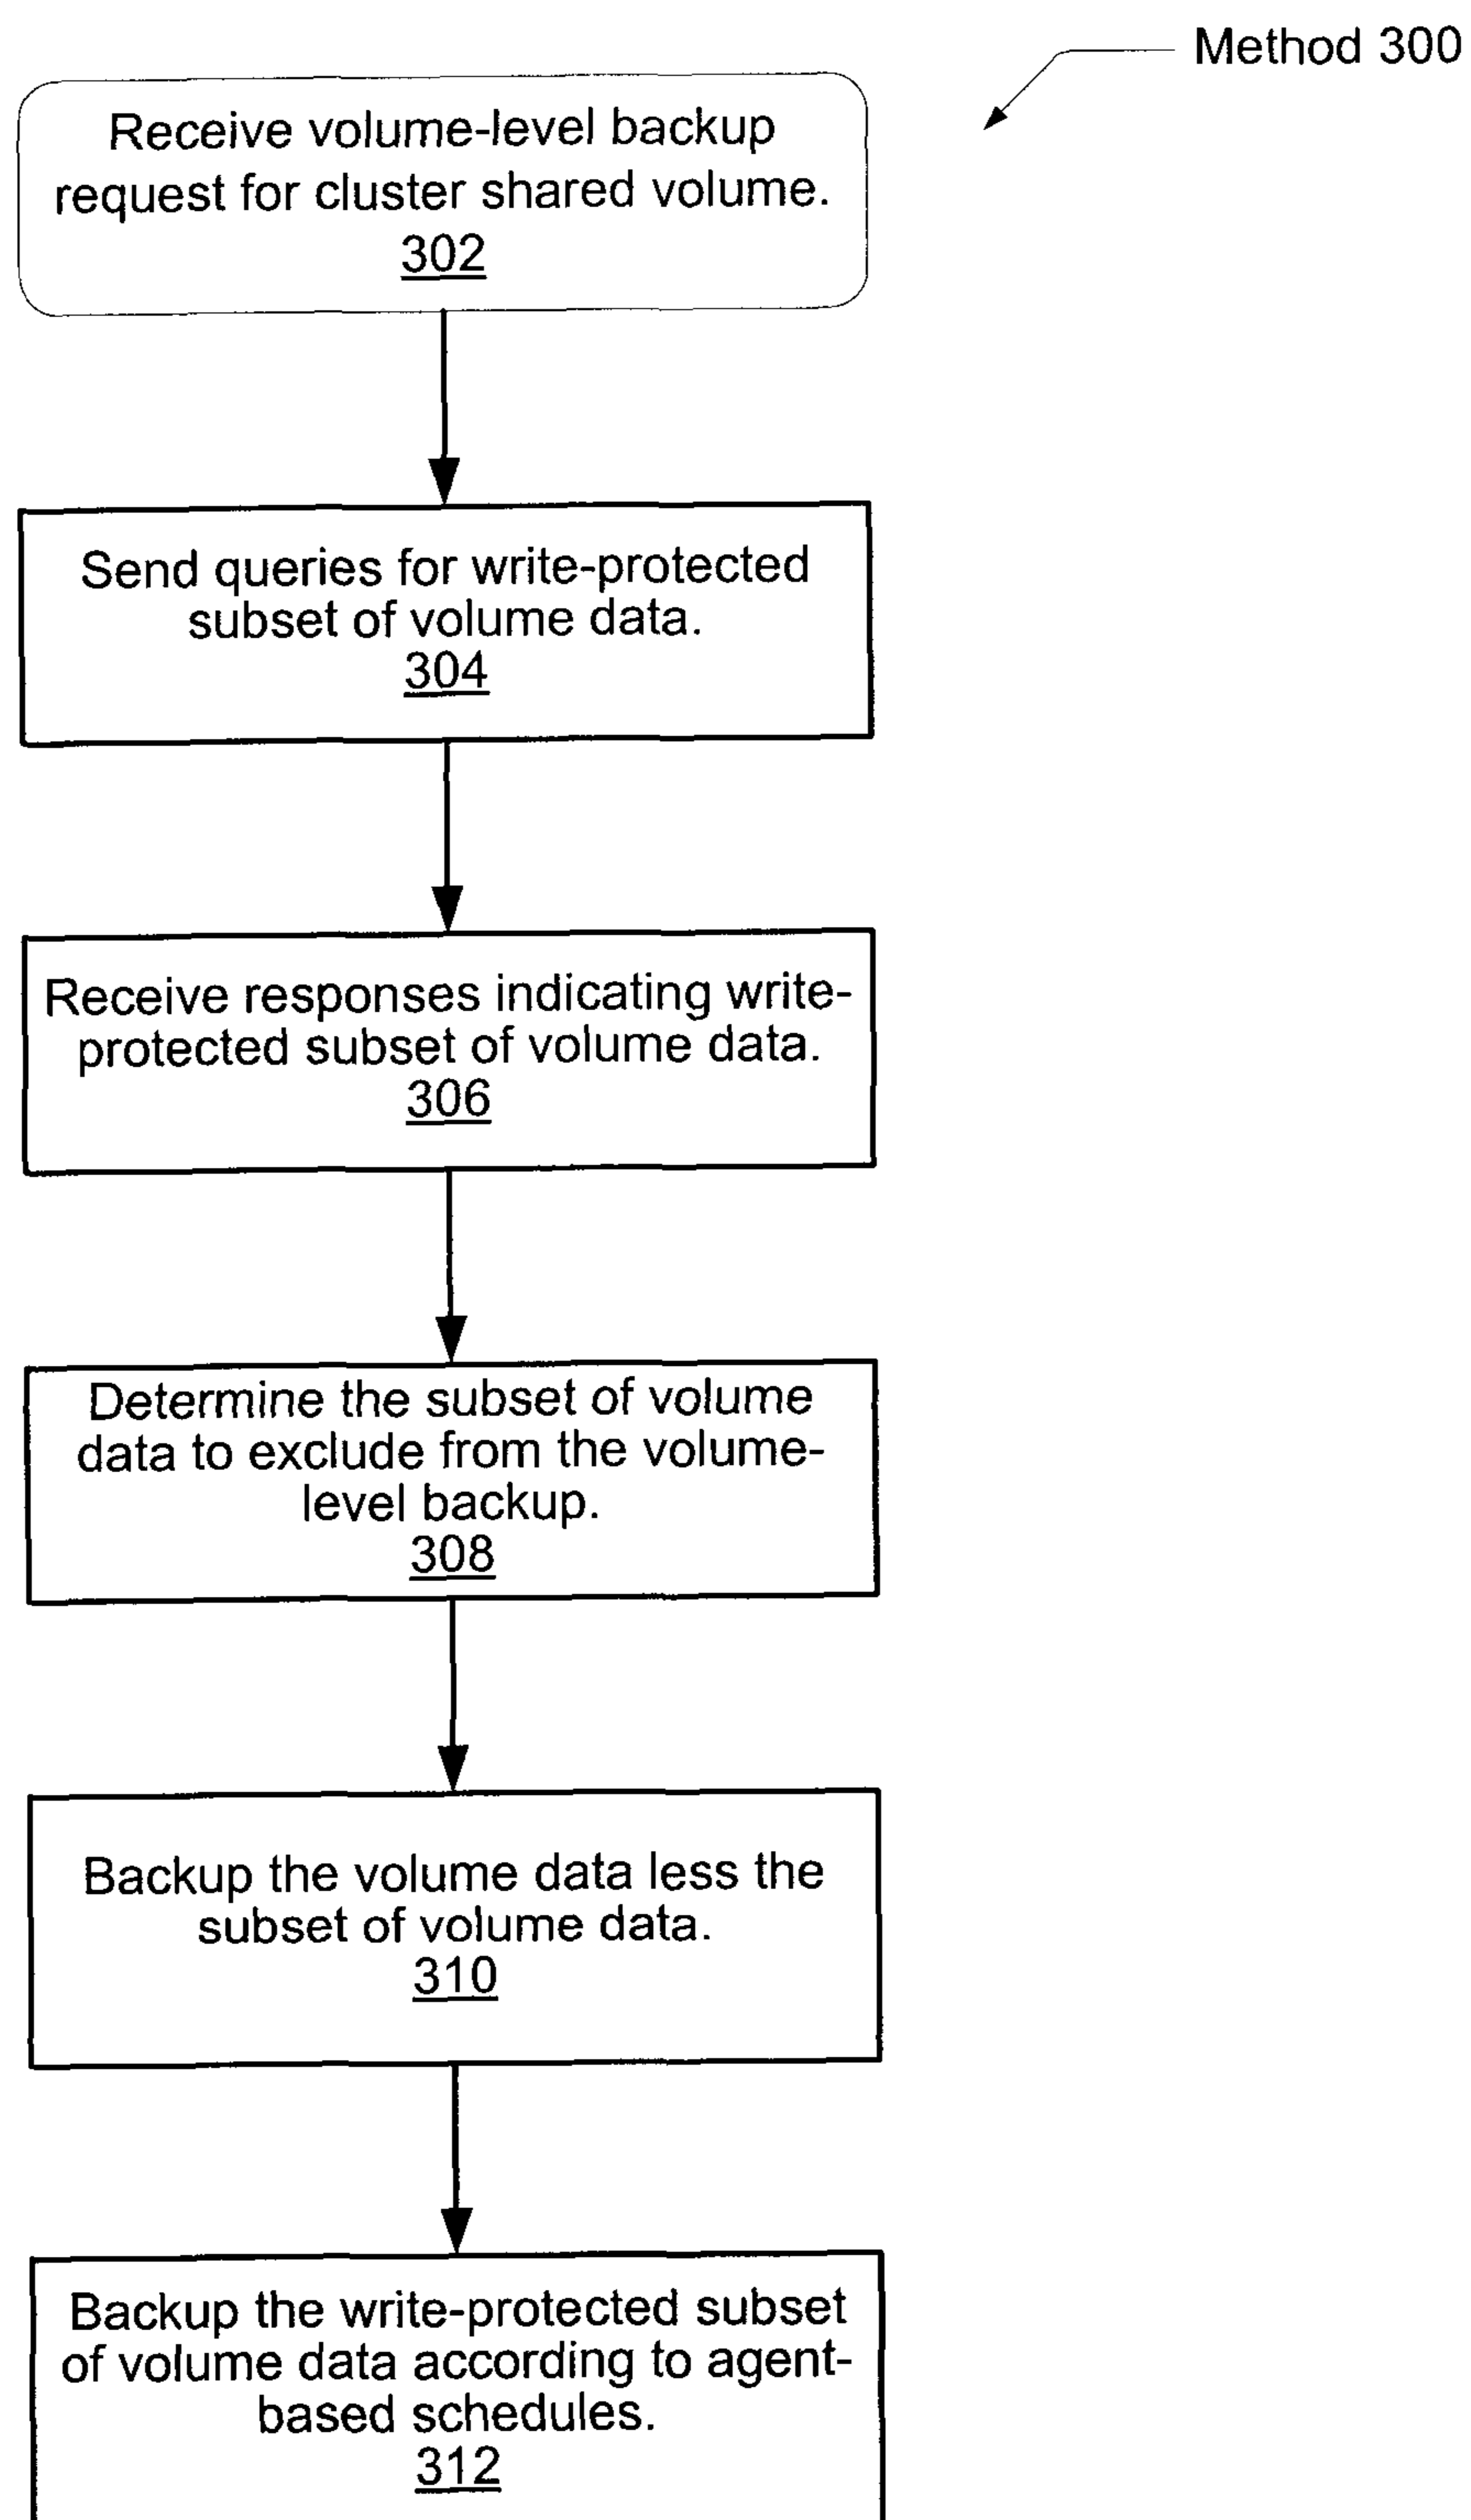 Method 300
Receive volume-level backup
request for cluster shared volume.
302
Send queries for write-protected
subset of volume data.
304
Receive responses indicating write-
protected subset of volume data.
306
Determine the subset of volume
data to exclude from the volume-
level backup.
308
Backup the volume data less the
subset of volume data.
310
Backup the write-protected subset
of volume data according to agent-
based schedules.
312